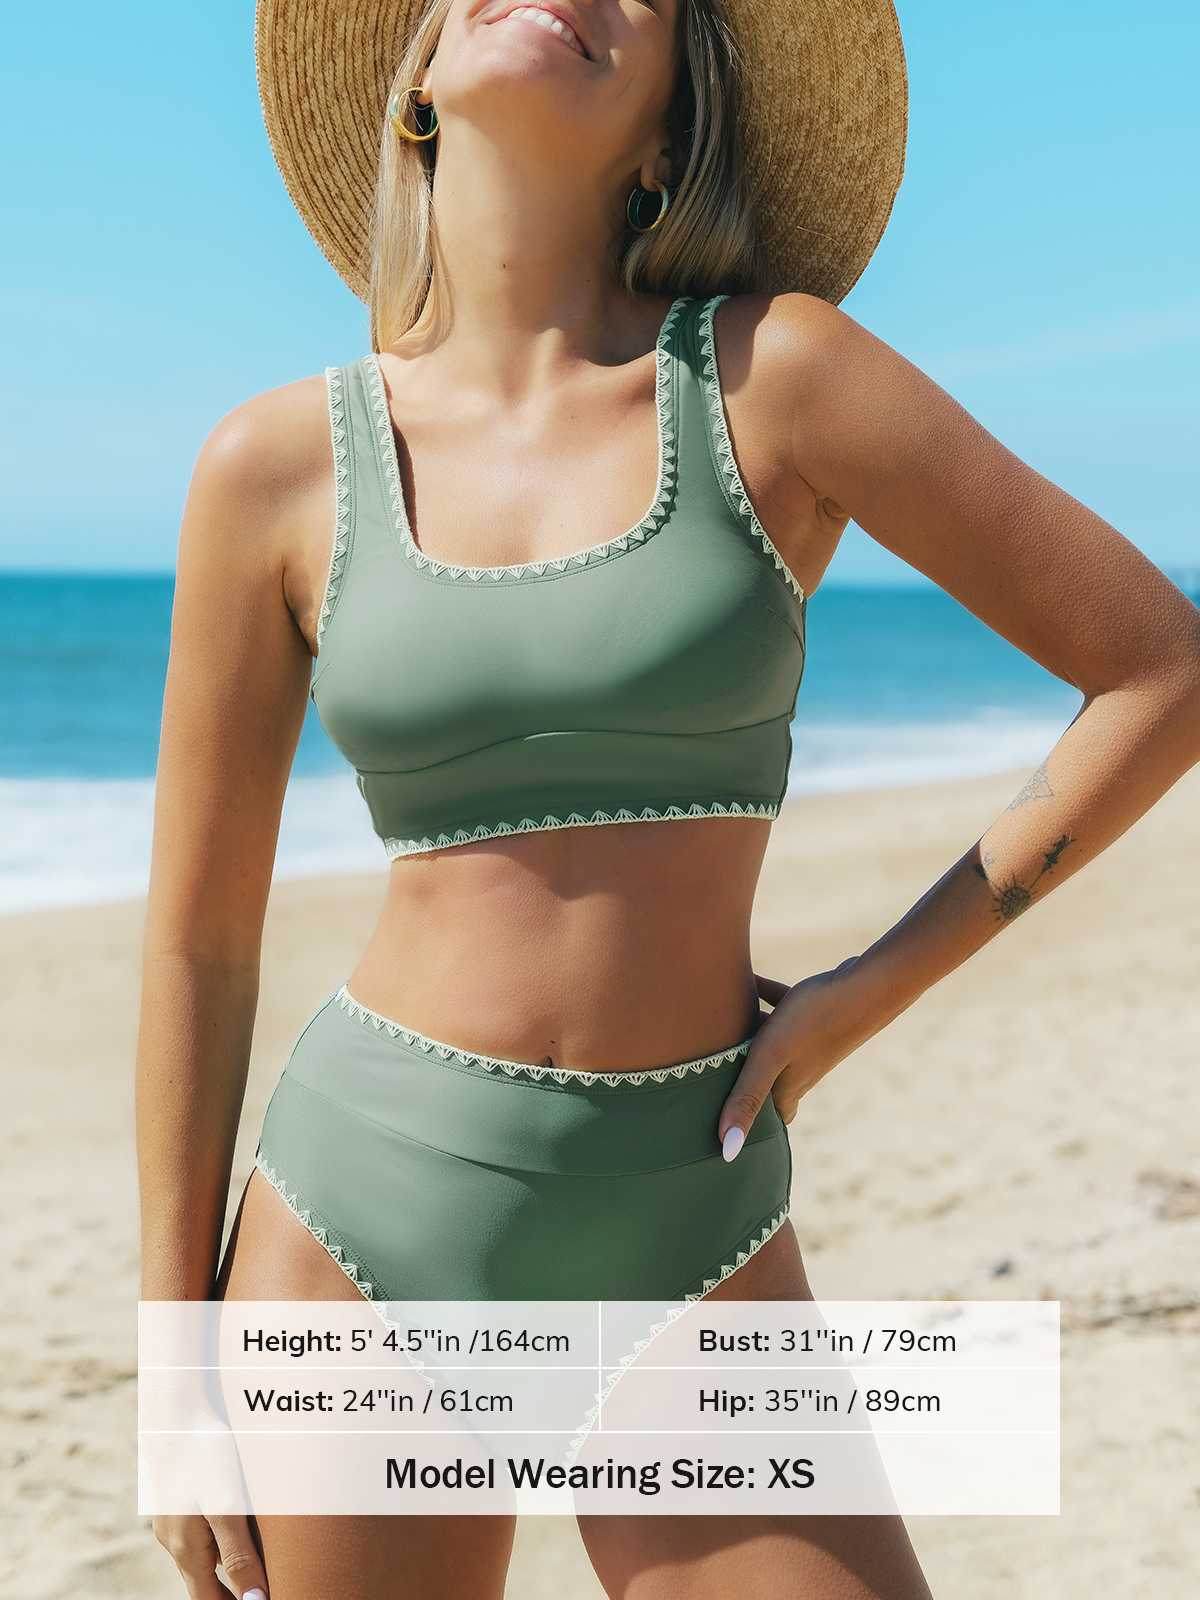 Height: 5' 4.5''in /164cm
Bust: 31''in / 79cm
Waist: 24''in / 61cm
Hip: 35''in / 89cm
Model Wearing Size: XS